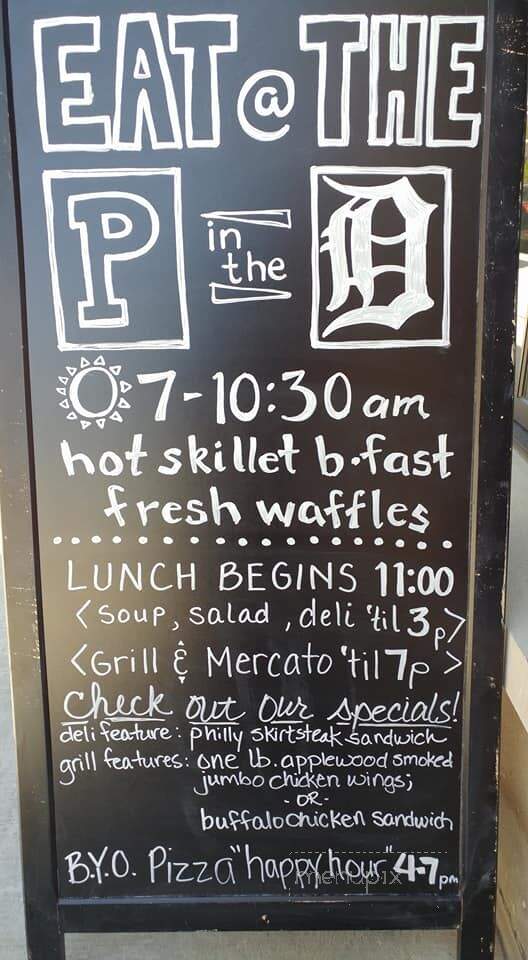 EAT @ THE
P in the D
7-10:30 am
hot skillet b·fast
fresh waffles
LUNCH BEGINS 11:00
<Soup, salad, deli 'til 3p>
<Grill & Mercato 'til 7p>
Check out our specials!
deli feature: philly skirtsteak sandwich
grill features: one lb. applewood smoked
jumbo chicken wings;
-OR-
buffalo chicken sandwich
B.Y.O. Pizza "happy hour" 4-7pm
menupix